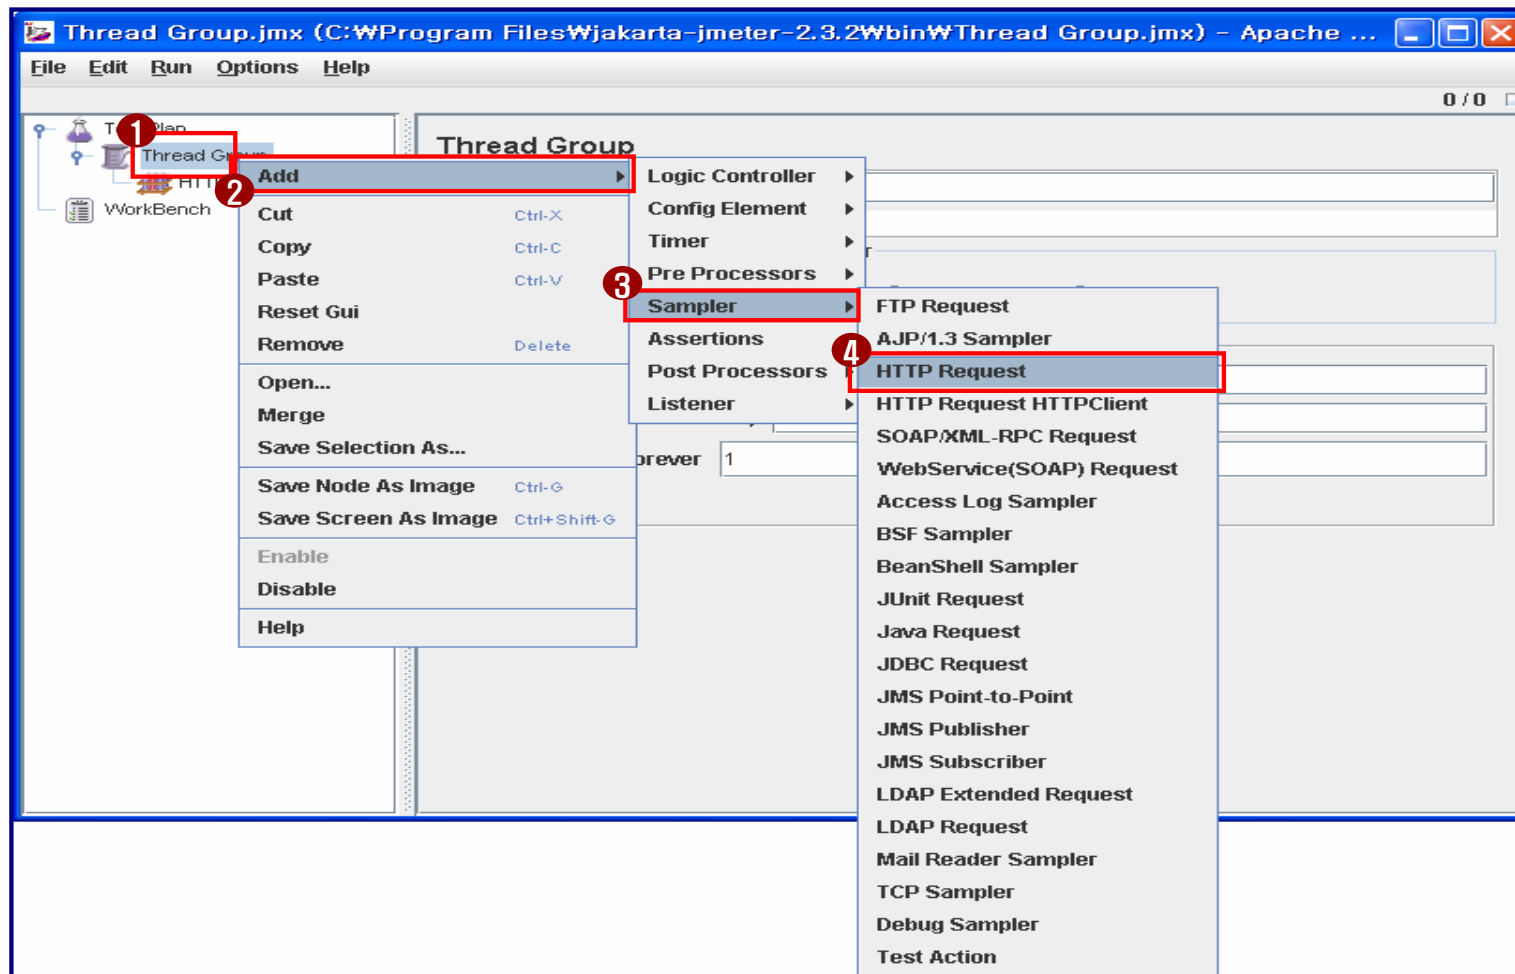 Thread Group.jmx (C:₩Program Files₩jakarta-jmeter-2.3.2₩bin₩Thread Group.jmx) - Apache ...
File Edit Run Options Help
0 / 0
1
Thread Group
WorkBench
Thread Group
2
Add
Cut Ctrl-X
Copy Ctrl-C
Paste Ctrl-V
Reset Gui
Remove Delete
Open...
Merge
Save Selection As...
Save Node As Image Ctrl-G
Save Screen As Image Ctrl+Shift-G
Enable
Disable
Help
Logic Controller
Config Element
Timer
Pre Processors
3
Sampler
Assertions
Post Processors
Listener
1
FTP Request
AJP/1.3 Sampler
4
HTTP Request
HTTP Request HTTPClient
SOAP/XML-RPC Request
WebService(SOAP) Request
Access Log Sampler
BSF Sampler
BeanShell Sampler
JUnit Request
Java Request
JDBC Request
JMS Point-to-Point
JMS Publisher
JMS Subscriber
LDAP Extended Request
LDAP Request
Mail Reader Sampler
TCP Sampler
Debug Sampler
Test Action